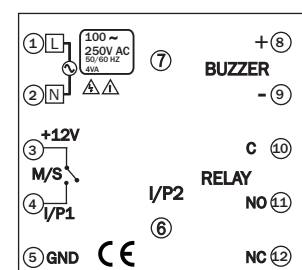 1 L
100 ~
250V AC
50/60 HZ
4VA
2 N
7
+ 8
BUZZER
- 9
3 +12V
M/S
4 I/P1
C 10
RELAY
I/P2
NO 11
6
5 GND
CE
NC 12